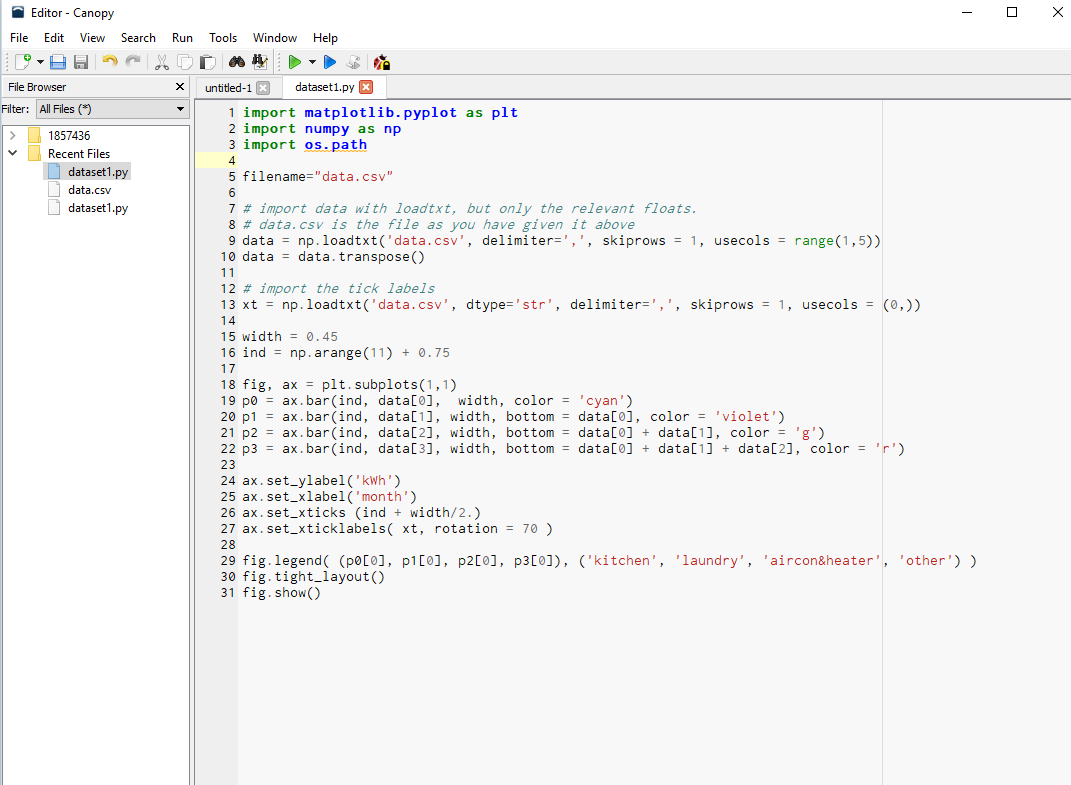 Editor - Canopy
File Edit View Search Run Tools Window Help
File Browser
Filter: All Files (*)
1857436
Recent Files
dataset1.py
data.csv
dataset1.py
untitled-1 dataset1.py
1 import matplotlib.pyplot as plt
2 import numpy as np
3 import os.path
4
5 filename="data.csv"
6
7 # import data with loadtxt, but only the relevant floats.
8 # data.csv is the file as you have given it above
9 data = np.loadtxt('data.csv', delimiter=',', skiprows = 1, usecols = range(1,5))
10 data = data.transpose()
11
12 # import the tick labels
13 xt = np.loadtxt('data.csv', dtype='str', delimiter=',', skiprows = 1, usecols = (0,))
14
15 width = 0.45
16 ind = np.arange(11) + 0.75
17
18 fig, ax = plt.subplots(1,1)
19 p0 = ax.bar(ind, data[0],  width, color = 'cyan')
20 p1 = ax.bar(ind, data[1], width, bottom = data[0], color = 'violet')
21 p2 = ax.bar(ind, data[2], width, bottom = data[0] + data[1], color = 'g')
22 p3 = ax.bar(ind, data[3], width, bottom = data[0] + data[1] + data[2], color = 'r')
23
24 ax.set_ylabel('kWh')
25 ax.set_xlabel('month')
26 ax.set_xticks (ind + width/2.)
27 ax.set_xticklabels( xt, rotation = 70 )
28
29 fig.legend( (p0[0], p1[0], p2[0], p3[0]), ('kitchen', 'laundry', 'aircon&heater', 'other') )
30 fig.tight_layout()
31 fig.show()